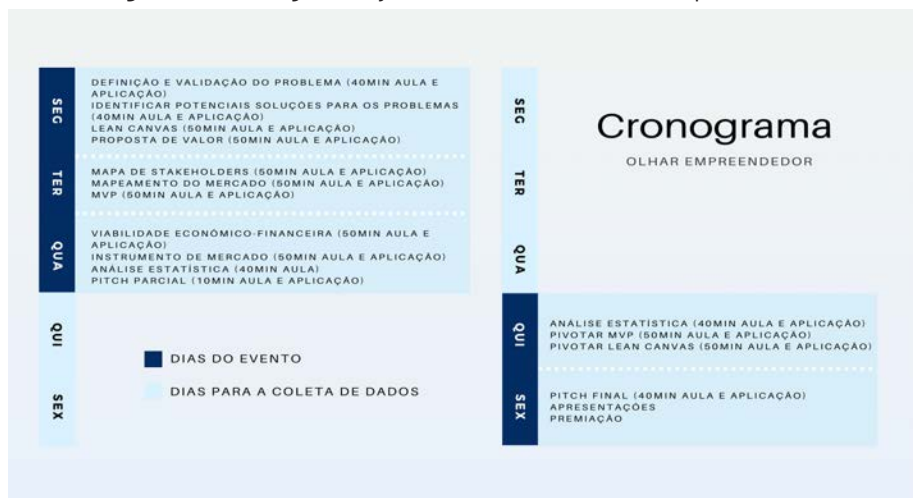 SEG
DEFINIÇÃO E VALIDAÇÃO DO PROBLEMA (40MIN AULA E
APLICAÇÃO)
IDENTIFICAR POTENCIAIS SOLUÇÕES PARA OS PROBLEMAS
(40MIN AULA E APLICAÇÃO)
LEAN CANVAS (50MIN AULA E APLICAÇÃO)
PROPOSTA DE VALOR (50MIN AULA E APLICAÇÃO)
TER
MAPA DE STAKEHOLDERS (50MIN AULA E APLICAÇÃO)
MAPEAMENTO DO MERCADO (50MIN AULA E APLICAÇÃO)
MVP (50MIN AULA E APLICAÇÃO)
QUA
VIABILIDADE ECONÔMICO-FINANCEIRA (50MIN AULA E
APLICAÇÃO)
INSTRUMENTO DE MERCADO (50MIN AULA E APLICAÇÃO)
ANÁLISE ESTATÍSTICA (40MIN AULA)
PITCH PARCIAL (10MIN AULA E APLICAÇÃO)
QUI
SEX
DIAS DO EVENTO
DIAS PARA A COLETA DE DADOS
Cronograma
OLHAR EMPREENDEDOR
SEG
TER
QUA
QUI
ANÁLISE ESTATÍSTICA (40MIN AULA E APLICAÇÃO)
PIVOTAR MVP (50MIN AULA E APLICAÇÃO)
PIVOTAR LEAN CANVAS (50MIN AULA E APLICAÇÃO)
SEX
PITCH FINAL (40MIN AULA E APLICAÇÃO)
APRESENTAÇÕES
PREMIAÇÃO